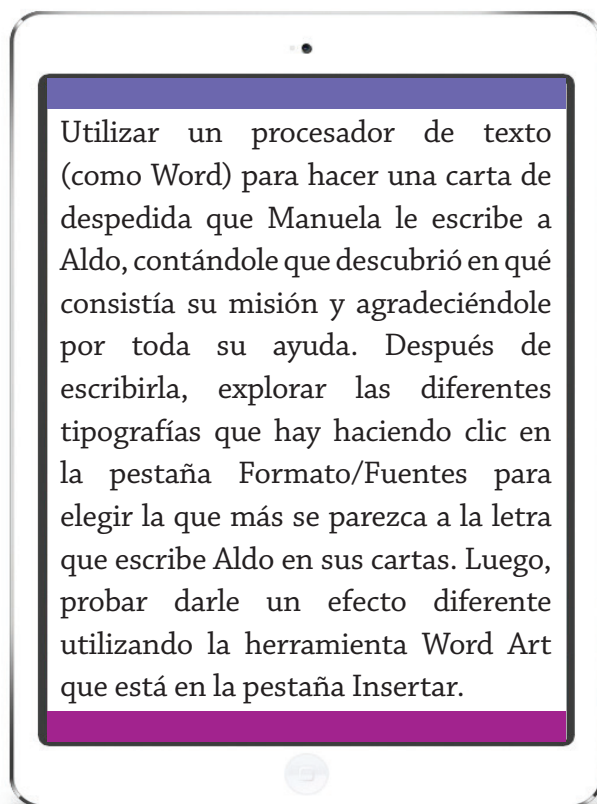 Utilizar un procesador de texto
(como Word) para hacer una carta de
despedida que Manuela le escribe a
Aldo, contándole que descubrió en qué
consistía su misión y agradeciéndole
por toda su ayuda. Después de
escribirla, explorar las diferentes
tipografías que hay haciendo clic en
la pestaña Formato/Fuentes para
elegir la que más se parezca a la letra
que escribe Aldo en sus cartas. Luego,
probar darle un efecto diferente
utilizando la herramienta Word Art
que está en la pestaña Insertar.